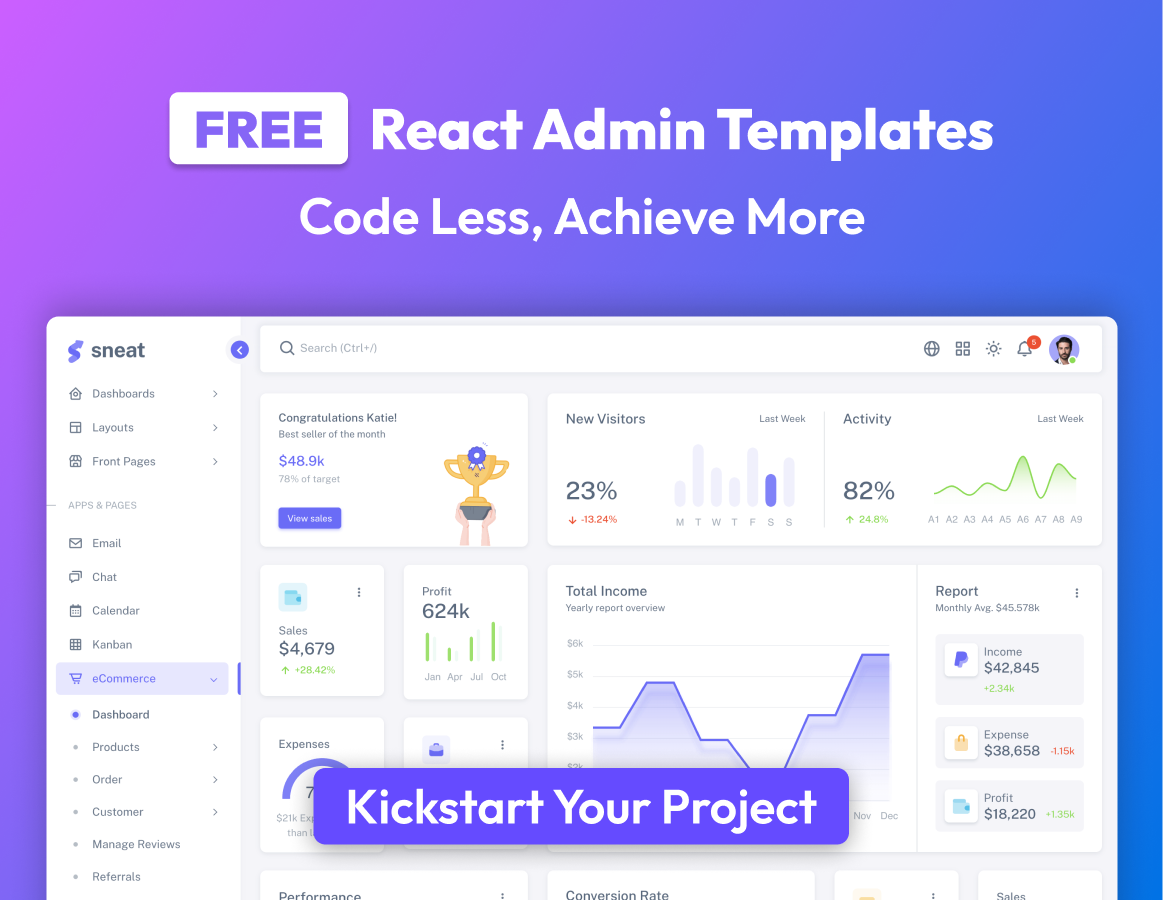 FREE React Admin Templates
Code Less, Achieve More
sneat
Search (Ctrl+/)
5
Dashboards
Layouts
Front Pages
APPS & PAGES
Email
Chat
Calendar
Kanban
eCommerce
Dashboard
Products
Order
Customer
Manage Reviews
Referrals
Congratulations Katie!
Best seller of the month
$48.9k
78% of target
View sales
New Visitors
Last Week
23%
-13.24%
M T W T F S S
Activity
Last Week
82%
24.8%
A1 A2 A3 A4 A5 A6 A7 A8 A9
Sales
$4,679
+28.42%
Profit
624k
Jan Apr Jul Oct
Expenses
$21k
than
Total Income
Yearly report overview
$6k
$5k
$4k
$3k
$2k
Nov Dec
Report
Monthly Avg. $45.578k
Income
$42,845
+2.34k
Expense
$38,658 -1.15k
Profit
$18,220 +1.35k
Kickstart Your Project
Performance
Conversion Rate
Sales